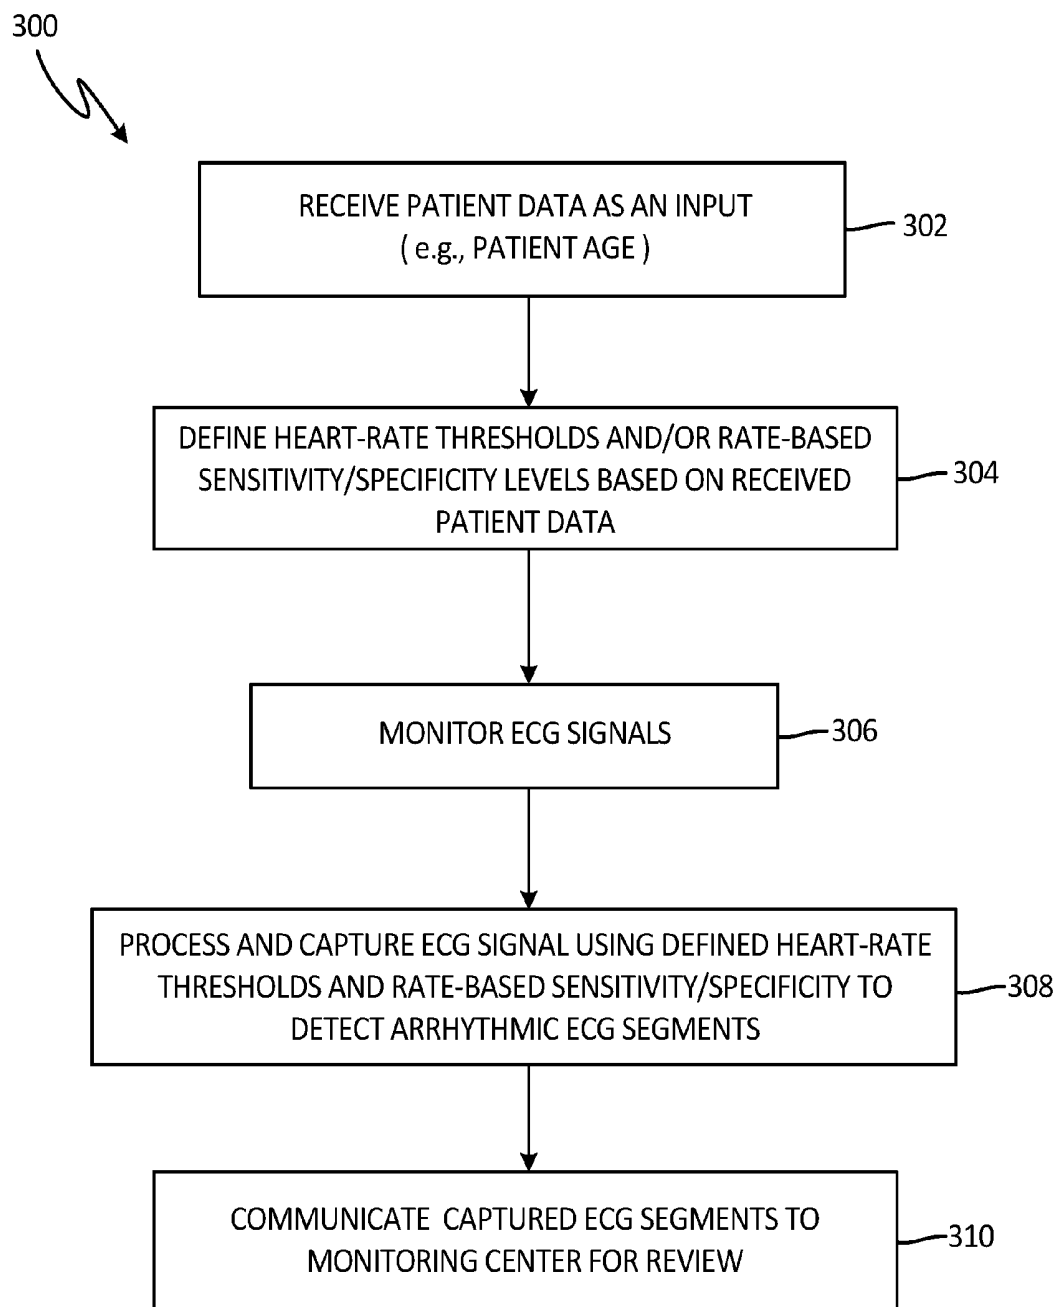 300
RECEIVE PATIENT DATA AS AN INPUT
( e.g., PATIENT AGE )
302
DEFINE HEART-RATE THRESHOLDS AND/OR RATE-BASED
SENSITIVITY/SPECIFICITY LEVELS BASED ON RECEIVED
PATIENT DATA
304
MONITOR ECG SIGNALS
306
PROCESS AND CAPTURE ECG SIGNAL USING DEFINED HEART-RATE
THRESHOLDS AND RATE-BASED SENSITIVITY/SPECIFICITY TO
DETECT ARRHYTHMIC ECG SEGMENTS
308
COMMUNICATE CAPTURED ECG SEGMENTS TO
MONITORING CENTER FOR REVIEW
310